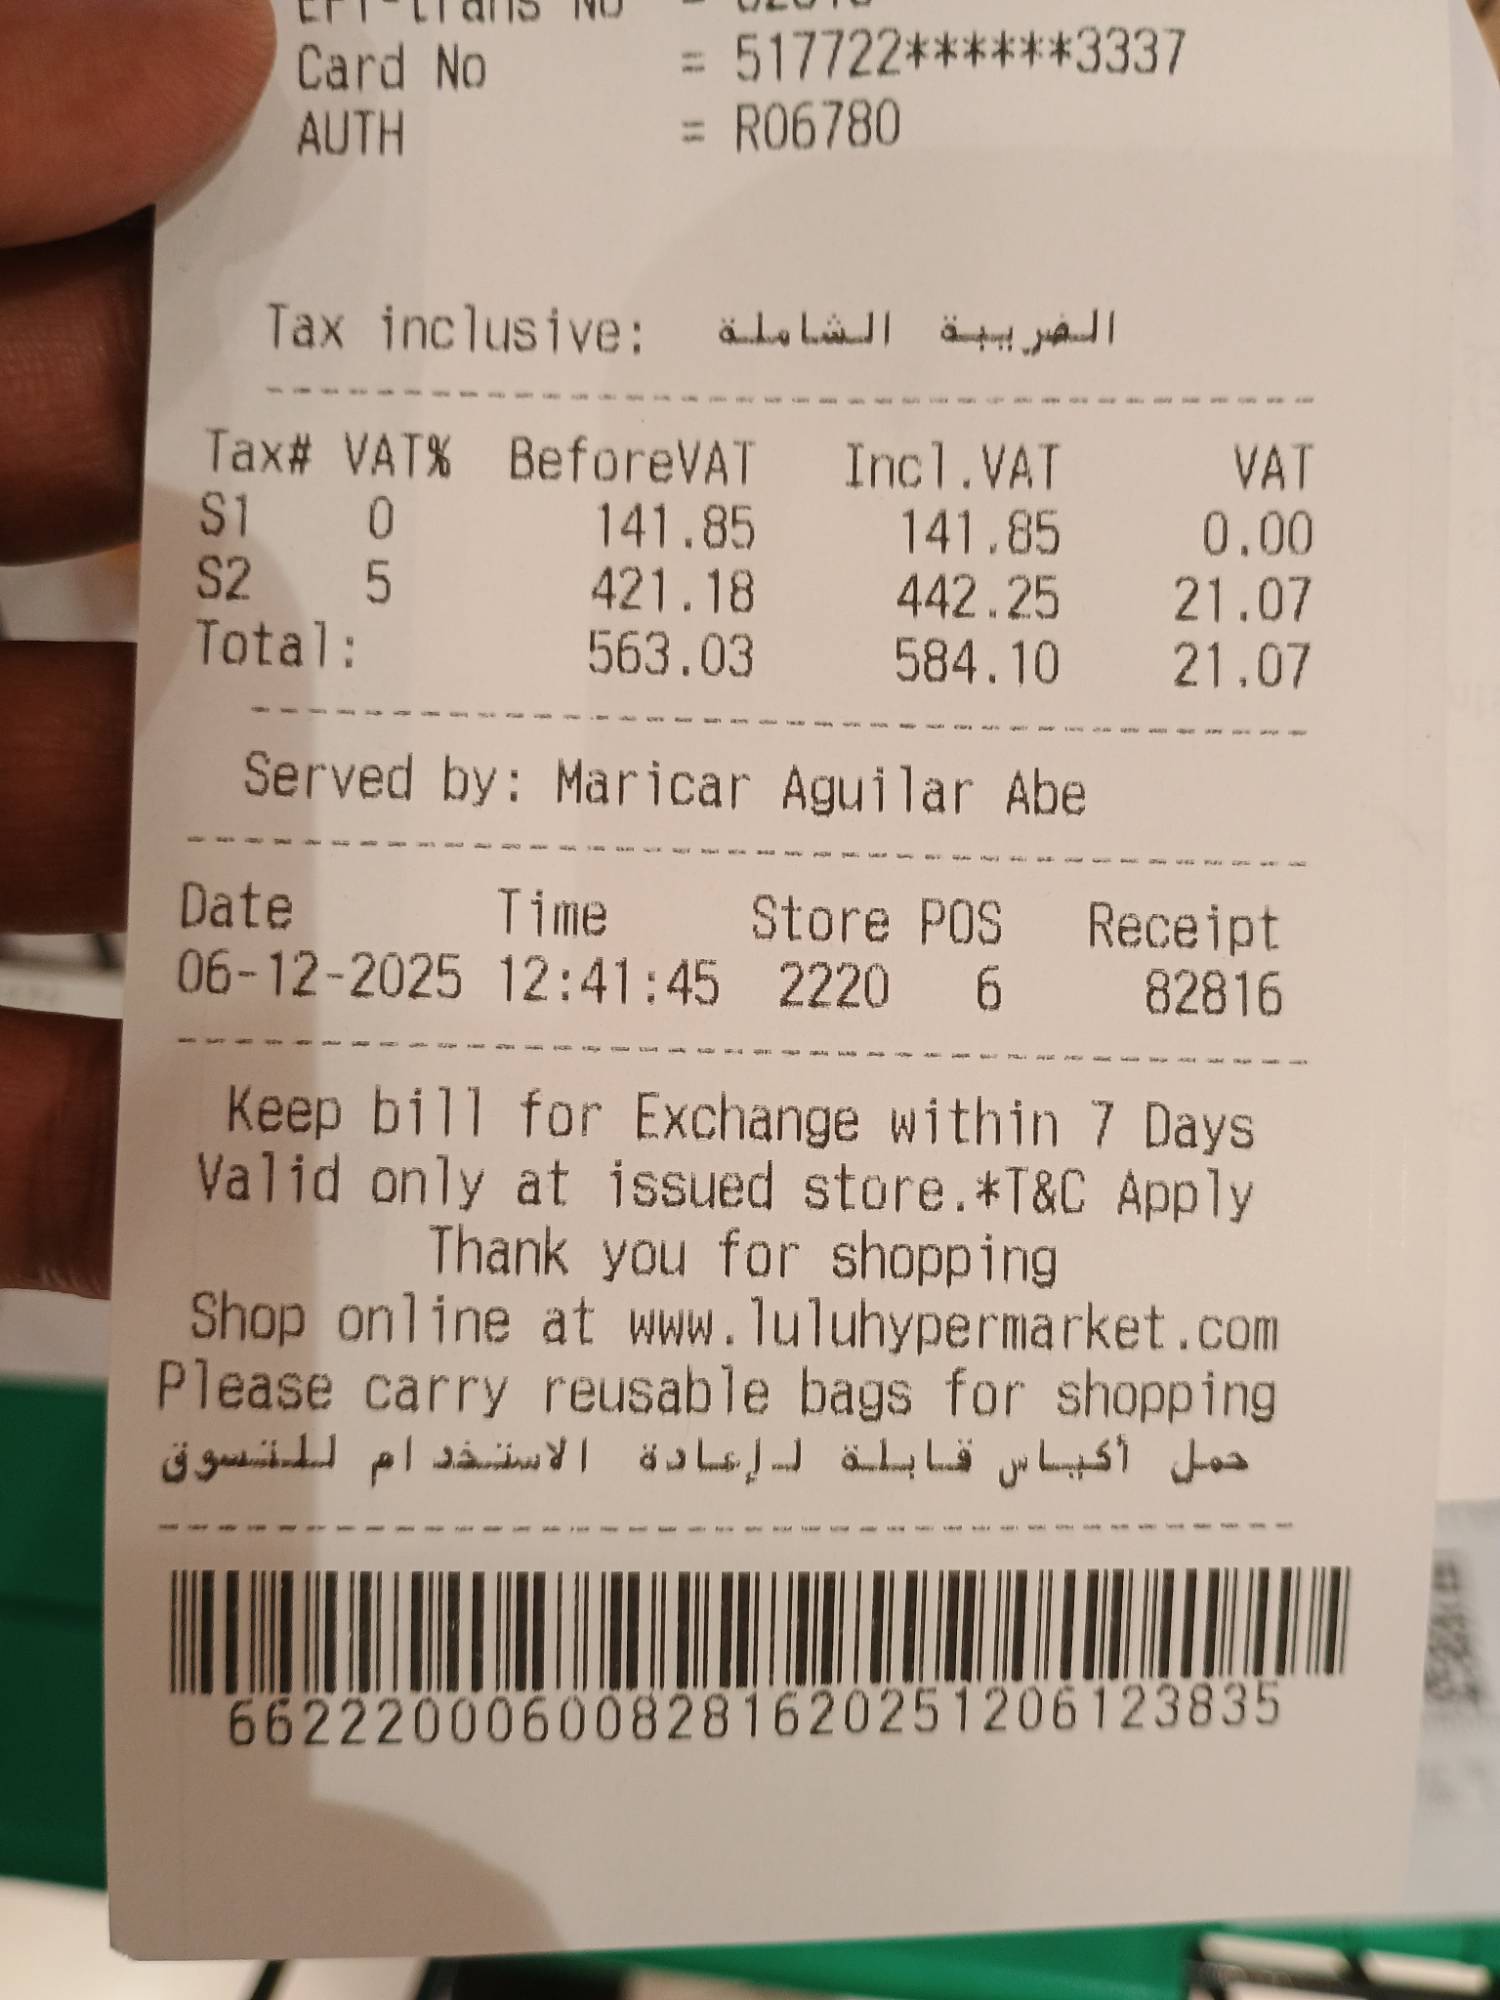 EFT-trans No =
Card No = 517722******3337
AUTH = R06780
Tax inclusive: الضريبة الشاملة
Tax# VAT% BeforeVAT Incl.VAT VAT
S1 0 141.85 141.85 0.00
S2 5 421.18 442.25 21.07
Total: 563.03 584.10 21.07
Served by: Maricar Aguilar Abe
Date Time Store POS Receipt
06-12-2025 12:41:45 2220 6 82816
Keep bill for Exchange within 7 Days
Valid only at issued store.*T&C Apply
Thank you for shopping
Shop online at www.luluhypermarket.com
Please carry reusable bags for shopping
حمل أكياس قابلة لإعادة الاستخدام للتسوق
662220006008281620251206123835